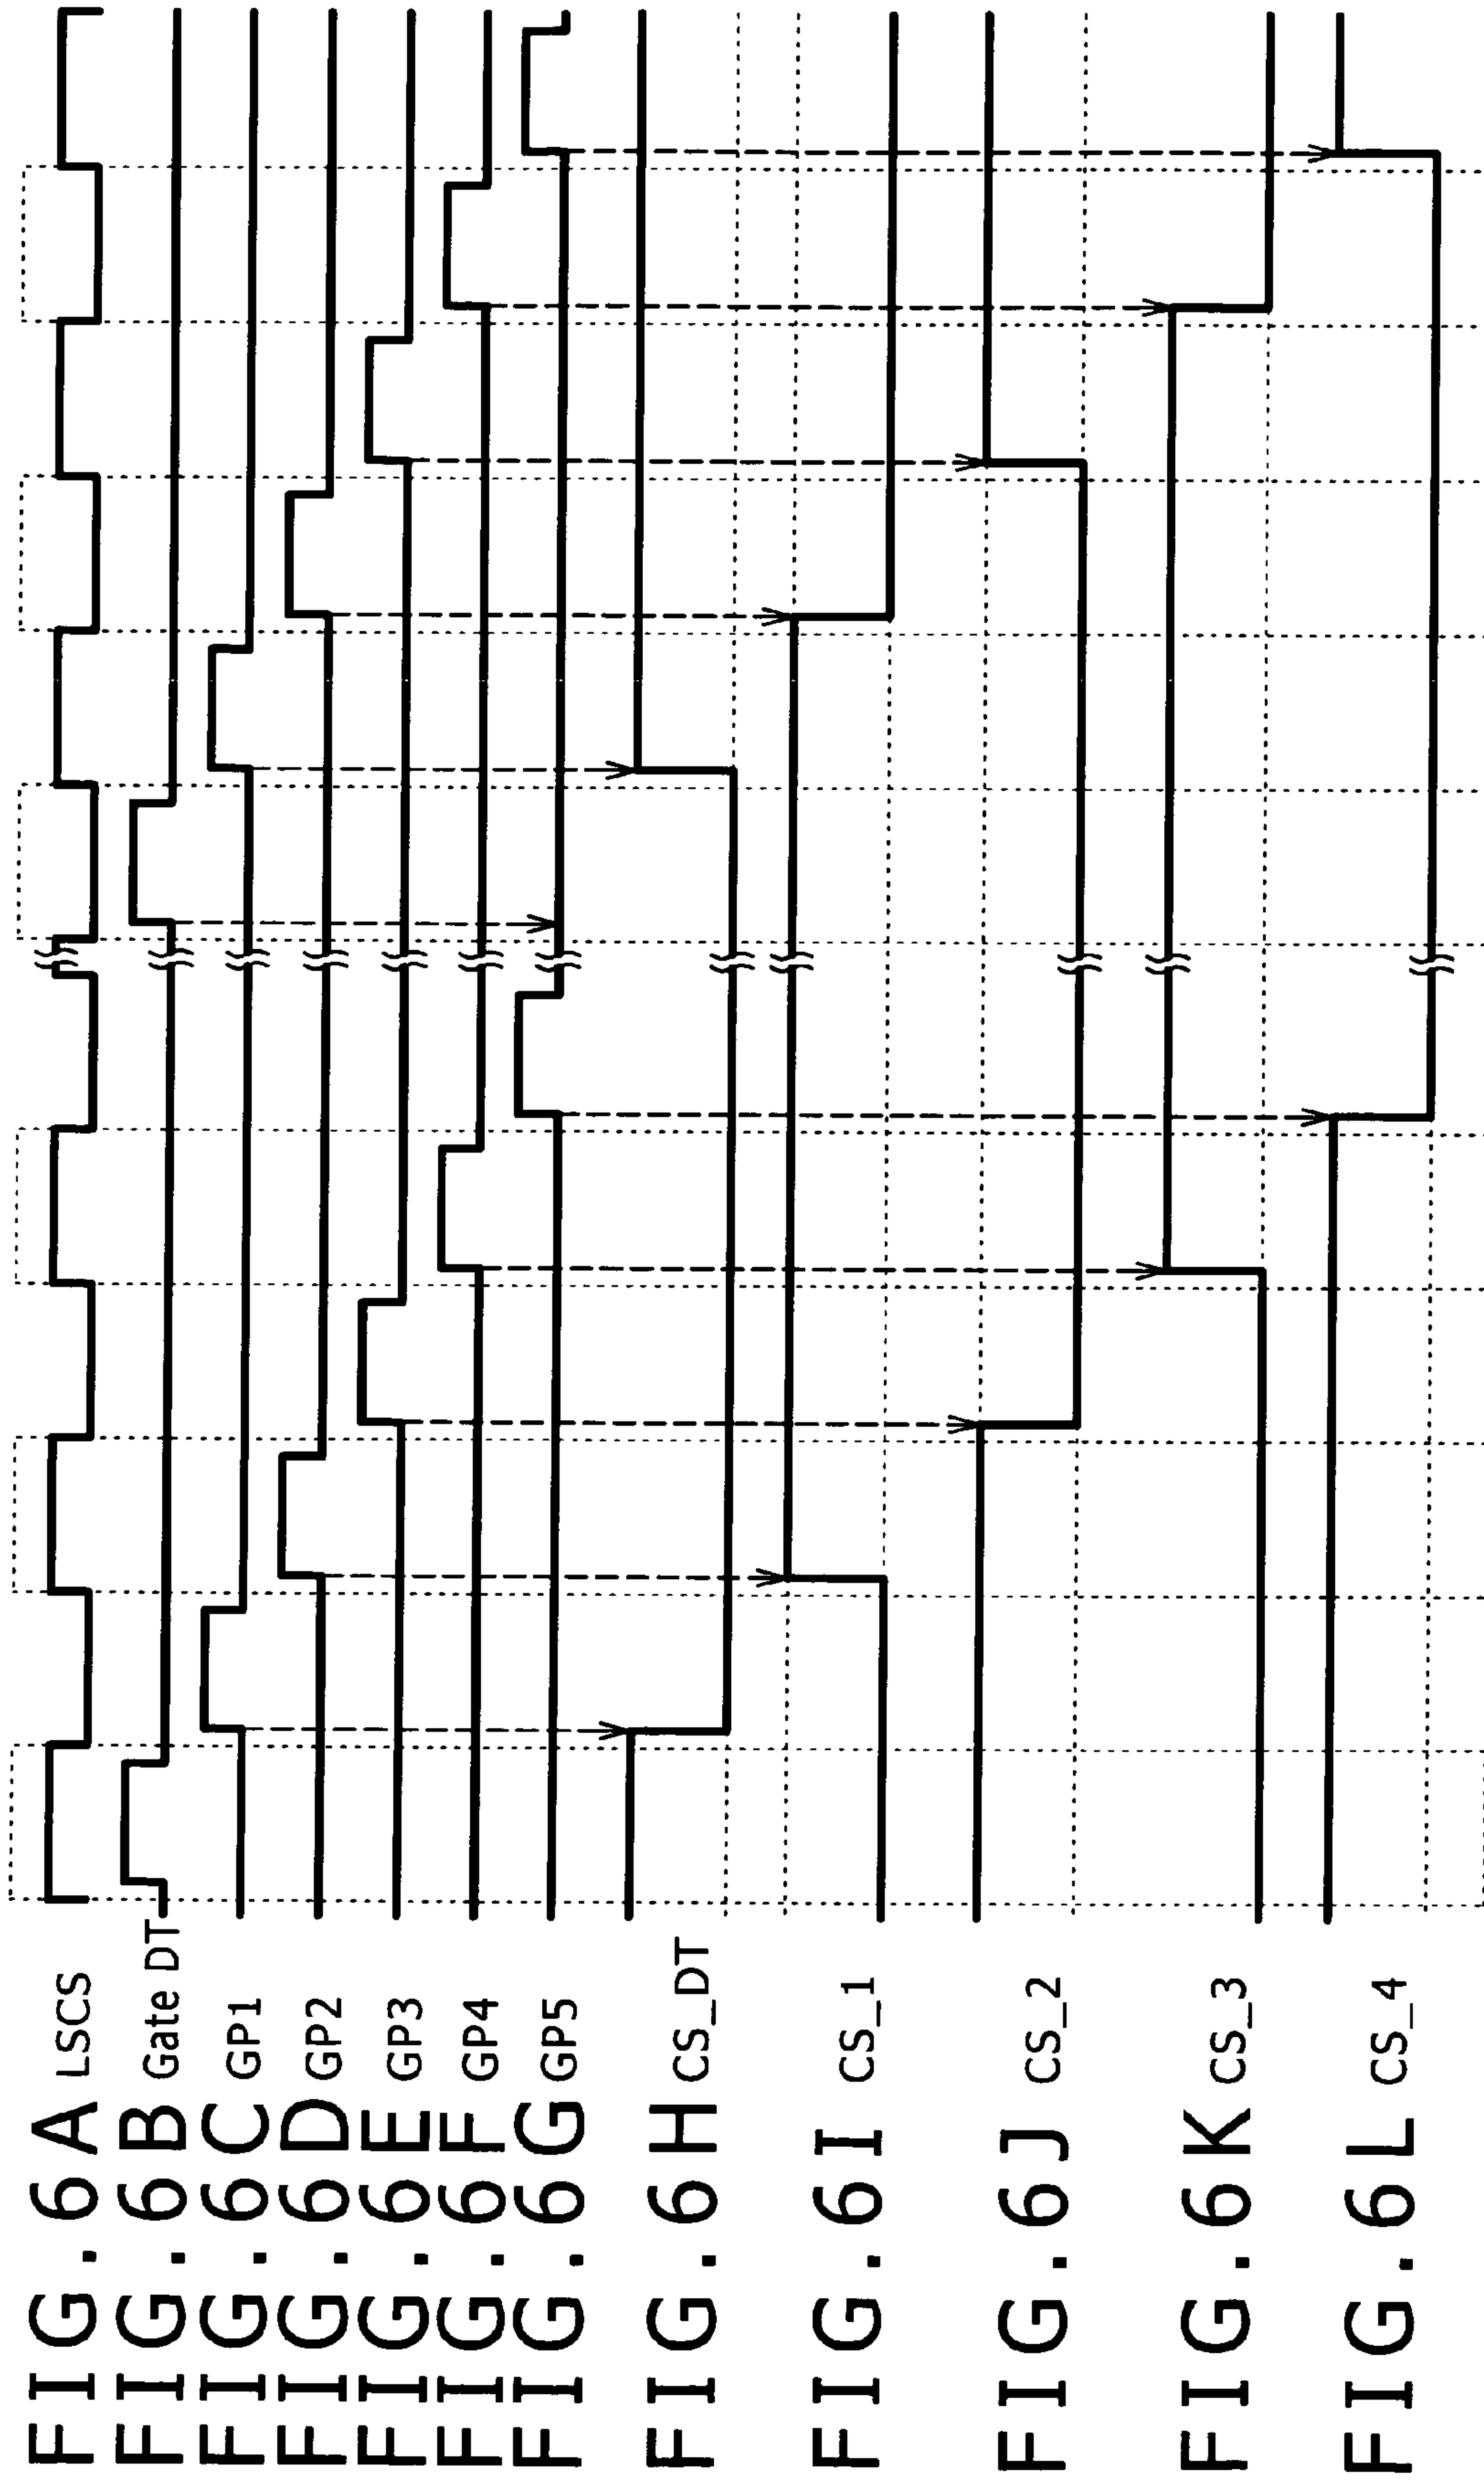 FIG.6A LSCS
FIG.6B Gate DT
FIG.6C GP1
FIG.6D GP2
FIG.6E GP3
FIG.6F GP4
FIG.6G GP5
FIG.6H CS_DT
FIG.6I CS_1
FIG.6J CS_2
FIG.6K CS_3
FIG.6L CS_4